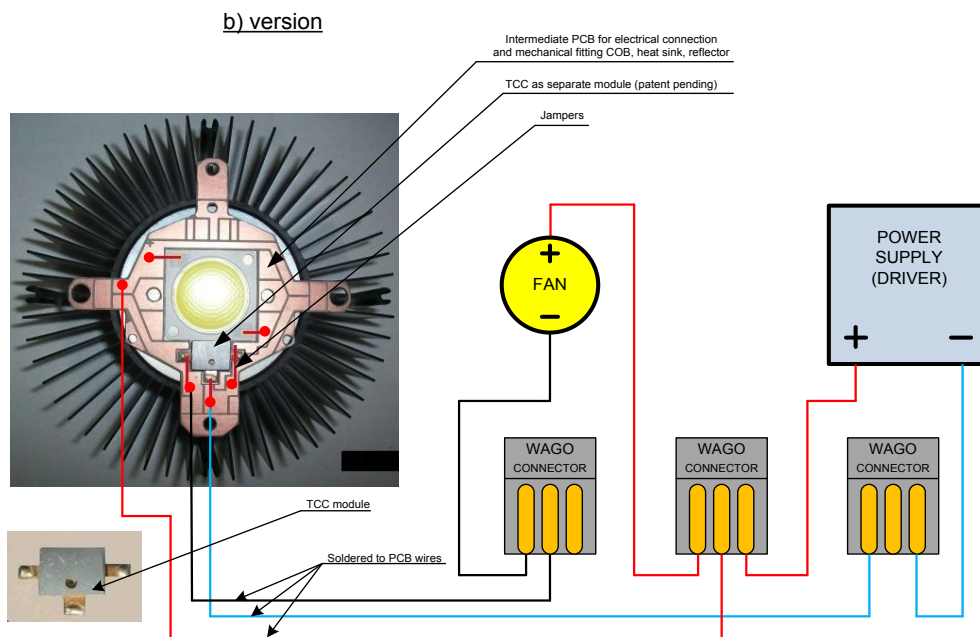 b) version
Intermediate PCB for electrical connection
and mechanical fitting COB, heat sink, reflector
TCC as separate module (patent pending)
Jampers
+
FAN
−
POWER
SUPPLY
(DRIVER)
+ −
WAGO
CONNECTOR
WAGO
CONNECTOR
WAGO
CONNECTOR
TCC module
Soldered to PCB wires